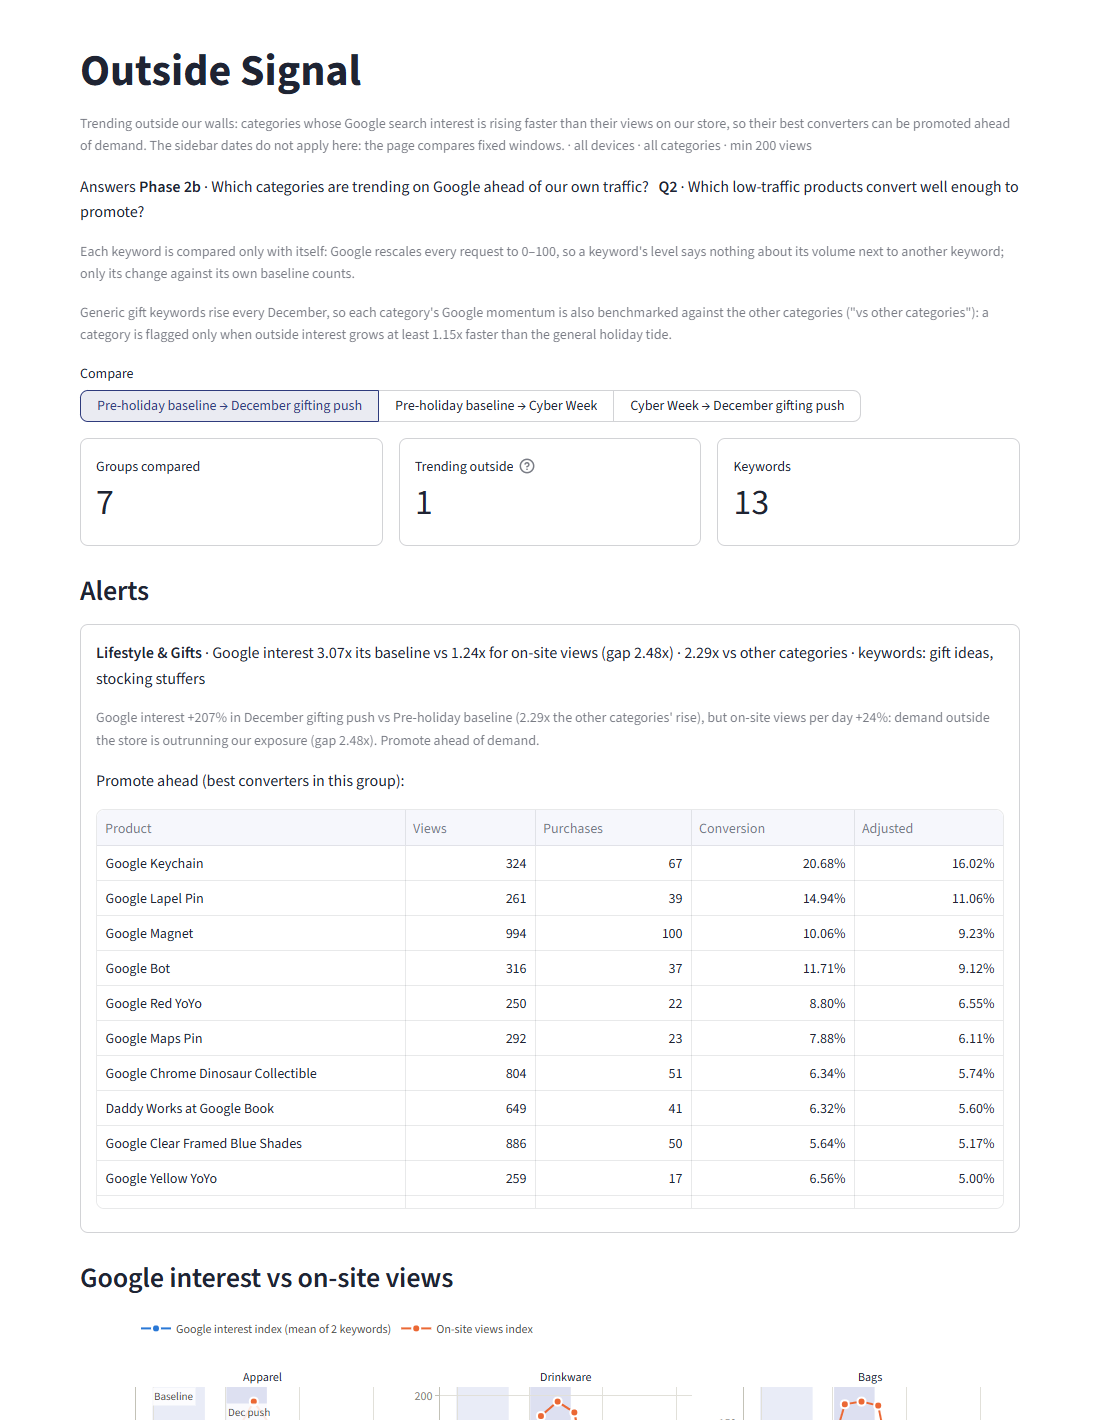 Outside Signal
Trending outside our walls: categories whose Google search interest is rising faster than their views on our store, so their best converters can be promoted ahead
of demand. The sidebar dates do not apply here: the page compares fixed windows. · all devices · all categories · min 200 views
Answers Phase 2b · Which categories are trending on Google ahead of our own traffic? Q2 · Which low-traffic products convert well enough to
promote?
Each keyword is compared only with itself: Google rescales every request to 0–100, so a keyword's level says nothing about its volume next to another keyword;
only its change against its own baseline counts.
Generic gift keywords rise every December, so each category's Google momentum is also benchmarked against the other categories ("vs other categories"): a
category is flagged only when outside interest grows at least 1.15x faster than the general holiday tide.
Compare
Pre-holiday baseline → December gifting push Pre-holiday baseline → Cyber Week Cyber Week → December gifting push
Groups compared Trending outside Keywords
7 1 13
Alerts
Lifestyle & Gifts · Google interest 3.07x its baseline vs 1.24x for on-site views (gap 2.48x) · 2.29x vs other categories · keywords: gift ideas,
stocking stuffers
Google interest +207% in December gifting push vs Pre-holiday baseline (2.29x the other categories' rise), but on-site views per day +24%: demand outside
the store is outrunning our exposure (gap 2.48x). Promote ahead of demand.
Promote ahead (best converters in this group):
Product Views Purchases Conversion Adjusted
Google Keychain 324 67 20.68% 16.02%
Google Lapel Pin 261 39 14.94% 11.06%
Google Magnet 994 100 10.06% 9.23%
Google Bot 316 37 11.71% 9.12%
Google Red YoYo 250 22 8.80% 6.55%
Google Maps Pin 292 23 7.88% 6.11%
Google Chrome Dinosaur Collectible 804 51 6.34% 5.74%
Daddy Works at Google Book 649 41 6.32% 5.60%
Google Clear Framed Blue Shades 886 50 5.64% 5.17%
Google Yellow YoYo 259 17 6.56% 5.00%
Google interest vs on-site views
Google interest index (mean of 2 keywords) On-site views index
Apparel Drinkware Bags
Baseline 200
Dec push